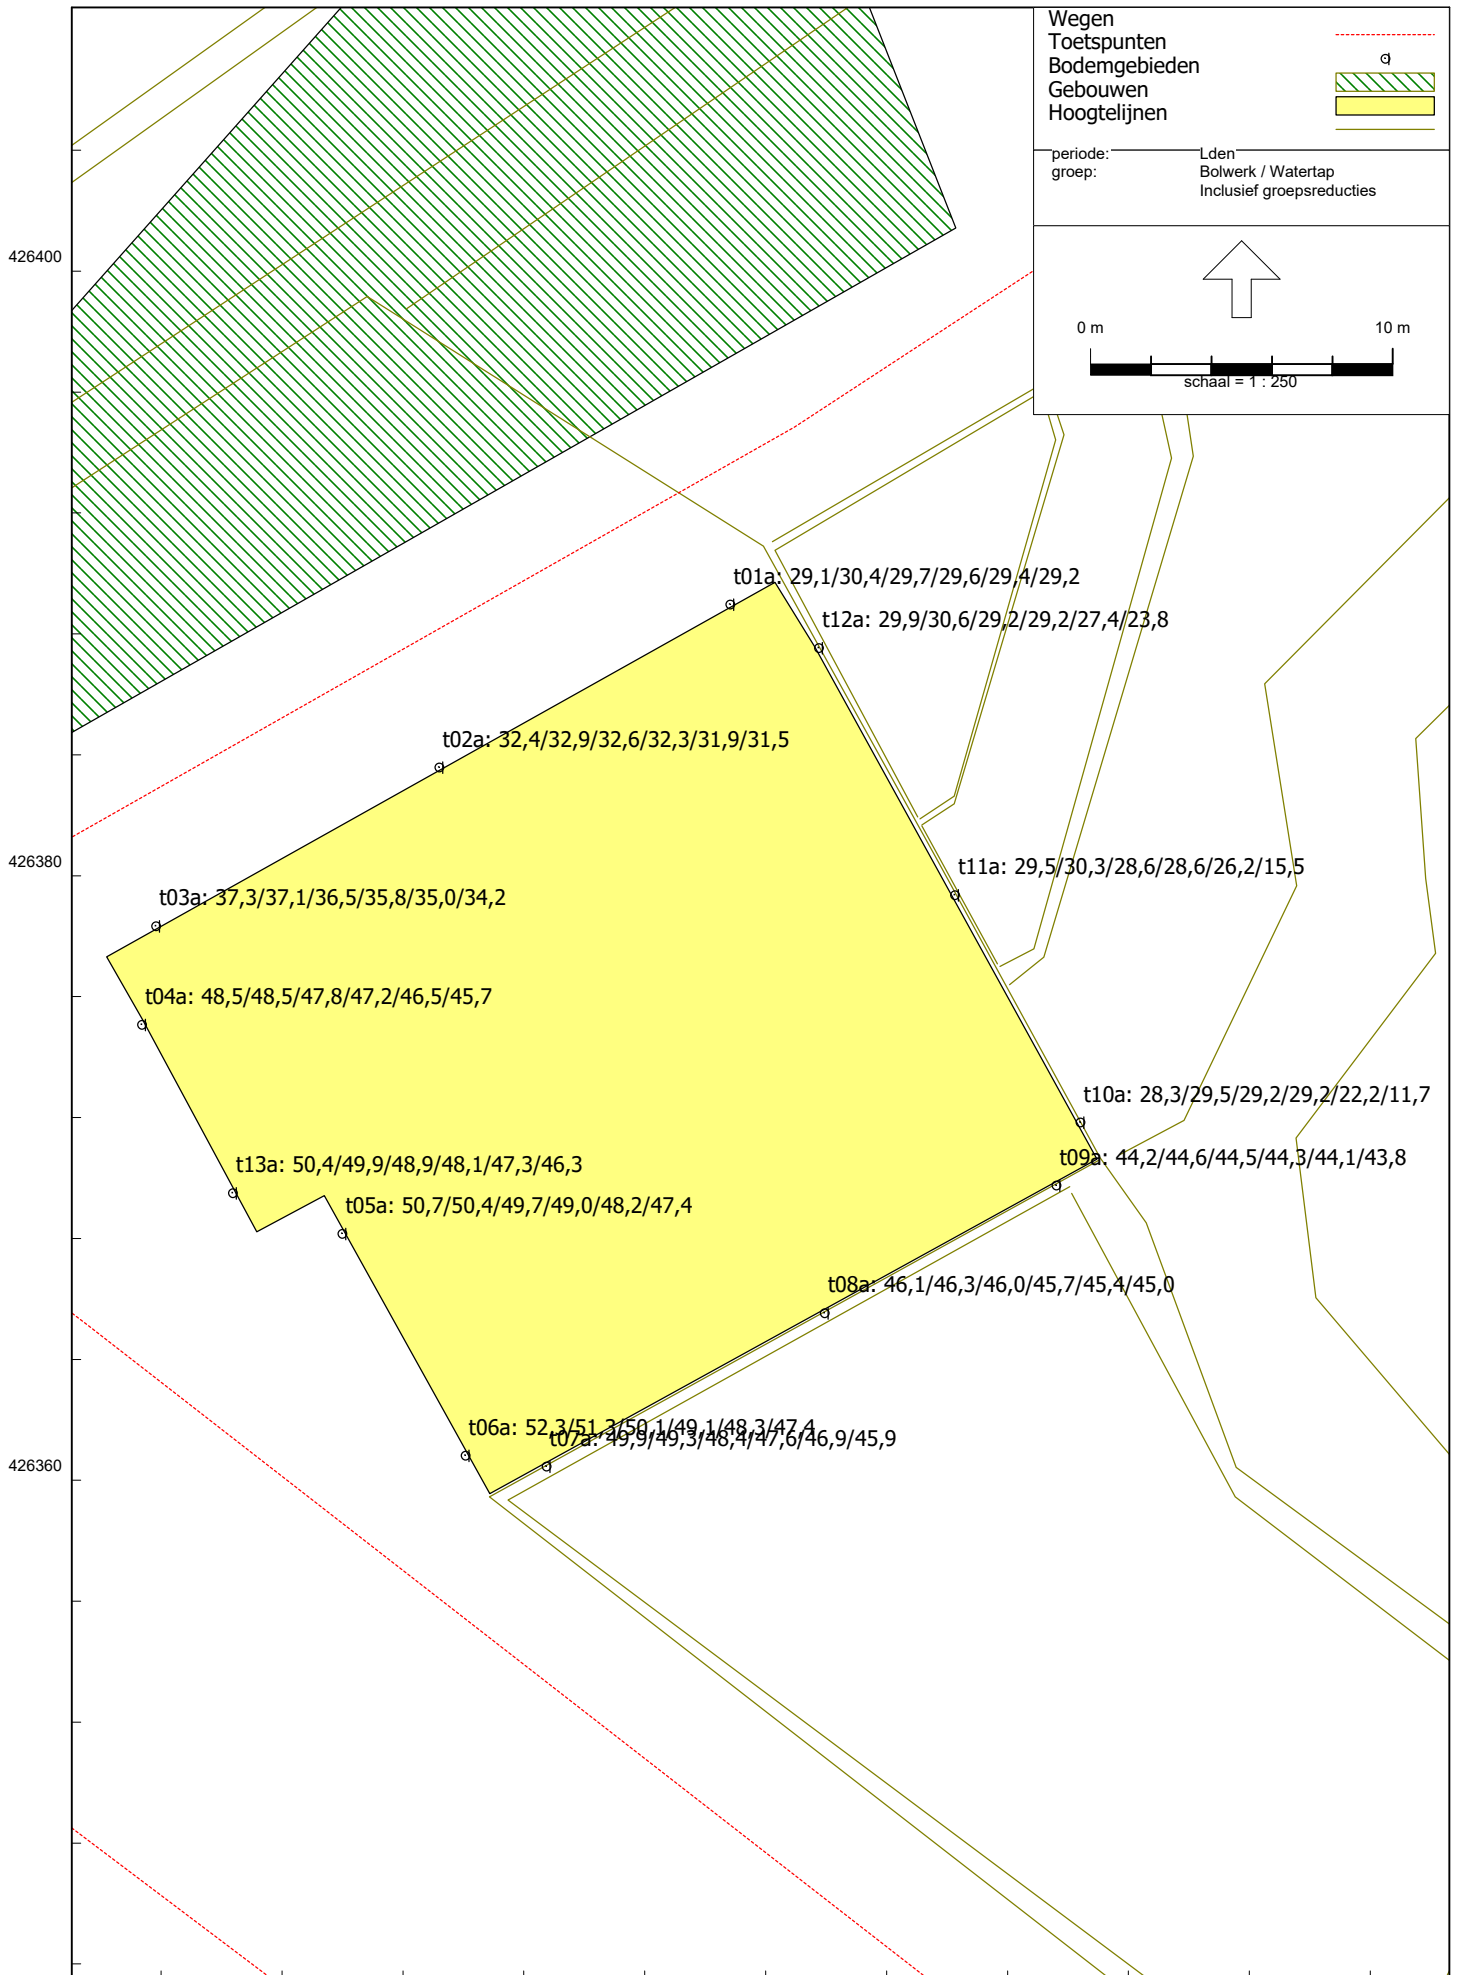 Wegen
Toetspunten
Bodemgebieden
Gebouwen
Hoogtelijnen
periode: Lden
groep: Bolwerk / Watertap
Inclusief groepsreducties
0 m 10 m
schaal = 1 : 250
426400
t01a: 29,1/30,4/29,7/29,6/29,4/29,2
t12a: 29,9/30,6/29,2/29,2/27,4/23,8
t02a: 32,4/32,9/32,6/32,3/31,9/31,5
426380
t11a: 29,5/30,3/28,6/28,6/26,2/15,5
t03a: 37,3/37,1/36,5/35,8/35,0/34,2
t04a: 48,5/48,5/47,8/47,2/46,5/45,7
t10a: 28,3/29,5/29,2/29,2/22,2/11,7
t09a: 44,2/44,6/44,5/44,3/44,1/43,8
t13a: 50,4/49,9/48,9/48,1/47,3/46,3
t05a: 50,7/50,4/49,7/49,0/48,2/47,4
t08a: 46,1/46,3/46,0/45,7/45,4/45,0
t06a: 52,3/51,3/50,1/49,1/48,3/47,4
t07a: 49,9/49,3/48,4/47,6/46,9/45,9
426360